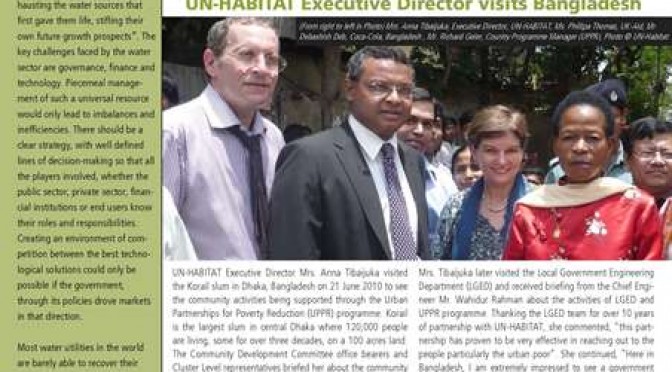 hausting the water sources that
first gave them life, stifling their
own future growth prospects". The
key challenges faced by the water
sector are governance, finance and
technology. Piecemeal manage-
ment of such a universal resource
would only lead to imbalances and
inefficiencies. There should be a
clear strategy, with well defined
lines of decision-making so that all
the players involved, whether the
public sector, private sector, finan-
cial institutions or end users know
their roles and responsibilities.
Creating an environment of com-
petition between the best techno-
logical solutions could only be
possible if the government,
through its policies drove markets
in that direction.
Most water utilities in the world
are barely able to recover their
UN-HABITAT Executive Director visits Bangladesh
(From right to left in Photo) Mrs. Anna Tibaijuka, Executive Director, UN-HABITAT, Ms. Phillipa Thomas, UK-Aid, Mr.
Debashish Deb, Coca-Cola, Bangladesh, Mr. Richard Geier, Country Programme Manager (UPPR), Photo © UN-Habitat
UN-HABITAT Executive Director Mrs. Anna Tibaijuka visited
the Korail slum in Dhaka, Bangladesh on 21 June 2010 to see
the community activities being supported through the Urban
Partnerships for Poverty Reduction (UPPR) programme. Korail
is the largest slum in central Dhaka where 120,000 people
are living, some for over three decades, on a 100 acres land.
The Community Development Committee office bearers and
Cluster Level representatives briefed her about the community
Mrs. Tibaijuka later visited the Local Government Engineering
Department (LGED) and received briefing from the Chief Engi-
neer Mr. Wahidur Rahman about the activities of LGED and
UPPR programme. Thanking the LGED team for over 10 years
of partnership with UN-HABITAT, she commented, "this part-
nership has proven to be very effective in reaching out to the
people particularly the urban poor". She continued, "Here in
Bangladesh, I am extremely impressed to see a government